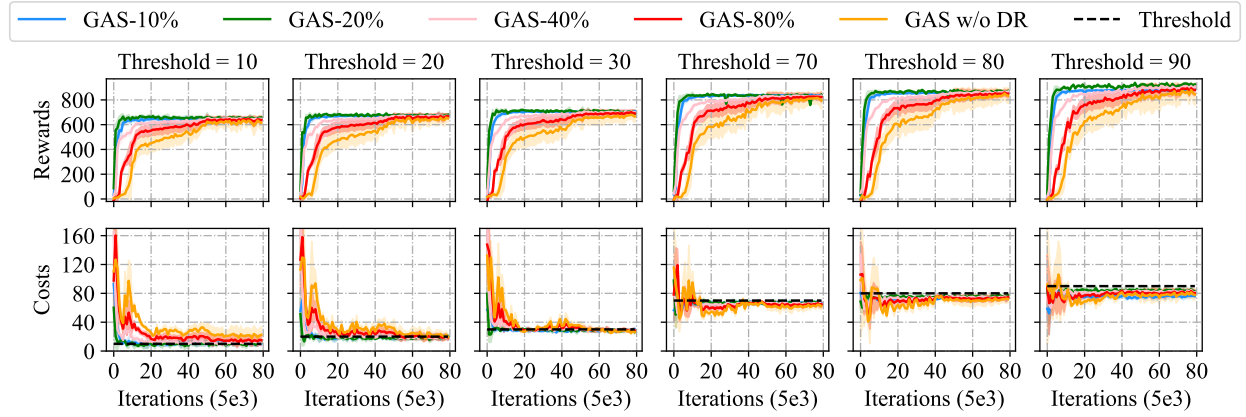 GAS-10% GAS-20% GAS-40% GAS-80% GAS w/o DR Threshold
Threshold = 10 Threshold = 20 Threshold = 30 Threshold = 70 Threshold = 80 Threshold = 90
Rewards
800
600
400
200
0
Costs
160
120
80
40
0
0 20 40 60 80 0 20 40 60 80 0 20 40 60 80 0 20 40 60 80 0 20 40 60 80 0 20 40 60 80
Iterations (5e3) Iterations (5e3) Iterations (5e3) Iterations (5e3) Iterations (5e3) Iterations (5e3)